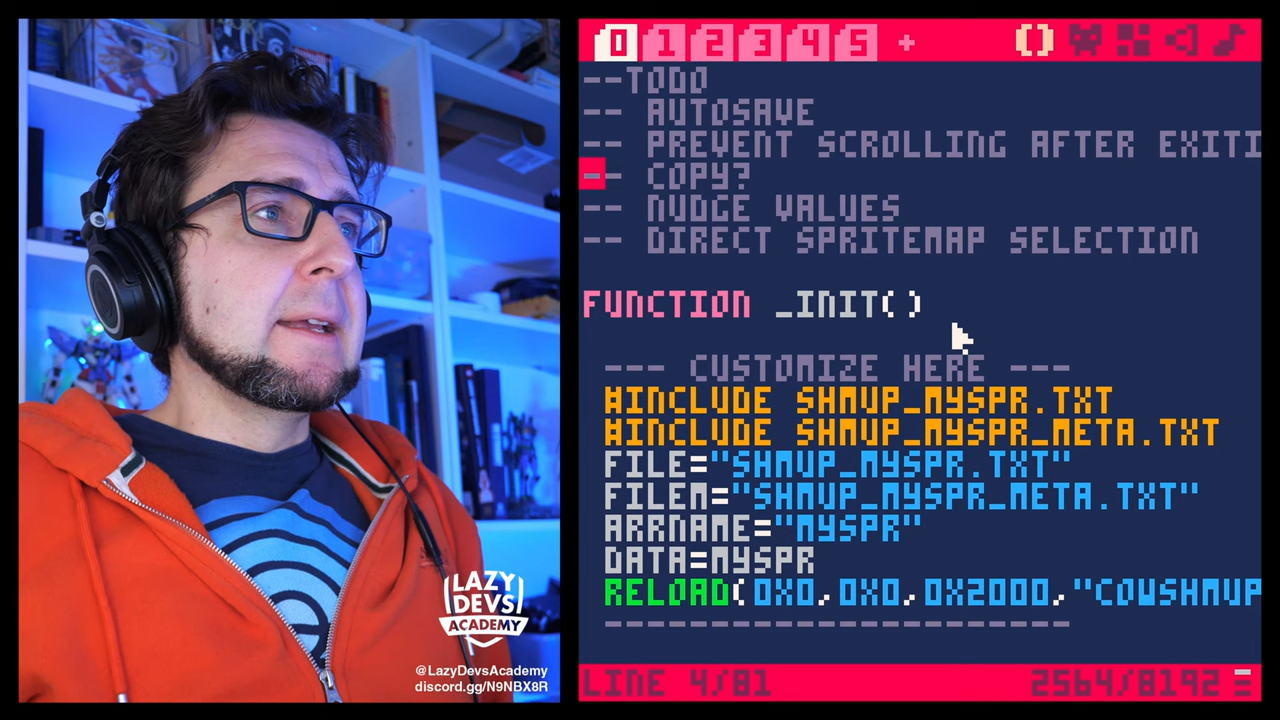 0 1 2 3 4 5 +
--TODO
-- AUTOSAVE
-- PREVENT SCROLLING AFTER EXITI
-- COPY?
-- NUDGE VALUES
-- DIRECT SPRITEMAP SELECTION
FUNCTION _INIT()
--- CUSTOMIZE HERE ---
#INCLUDE SHMUP_MYSPR.TXT
#INCLUDE SHMUP_MYSPR_META.TXT
FILE="SHMUP_MYSPR.TXT"
FILEM="SHMUP_MYSPR_META.TXT"
ARRNAME="MYSPR"
DATA=MYSPR
RELOAD(0X0,0X0,0X2000,"COWSHMUP
----------------------
LINE 4/81
2564/8192
LAZY
DEVS
ACADEMY
@LazyDevsAcademy
discord.gg/N9NBX8R